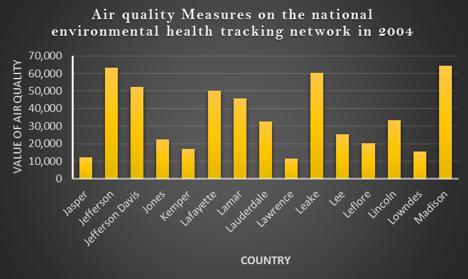 Air quality Measures on the national
environmental health tracking network in 2004
VALUE OF AIR QUALITY
70,000
60,000
50,000
40,000
30,000
20,000
10,000
0
Jasper
Jefferson
Jefferson Davis
Jones
Kemper
Lafayette
Lamar
Lauderdale
Lawrence
Leake
Lee
Leflore
Lincoln
Lowndes
Madison
COUNTRY